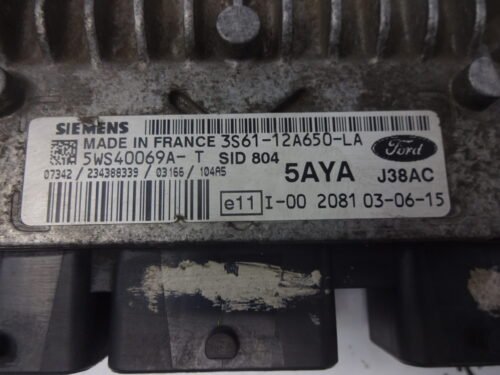 SIEMENS
MADE IN FRANCE 3S61-12A650-LA
5WS40069A- T SID 804
Ford
07342 / 234388339 / 03166 / 104A5
5AYA J38AC
e11 I-00 2081 03-06-15